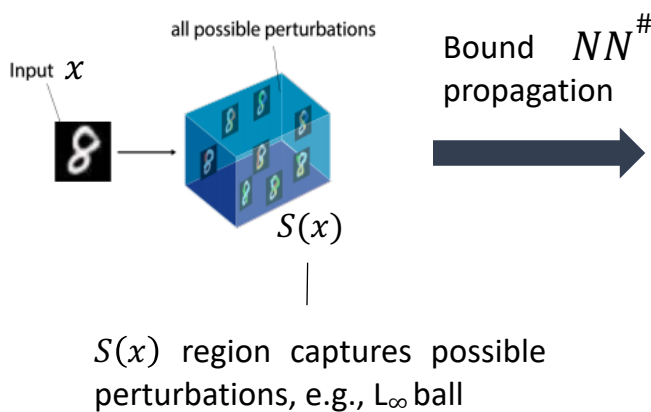 all possible perturbations
Input x
Bound NN#
propagation
S(x)
S(x) region captures possible
perturbations, e.g., L∞ ball